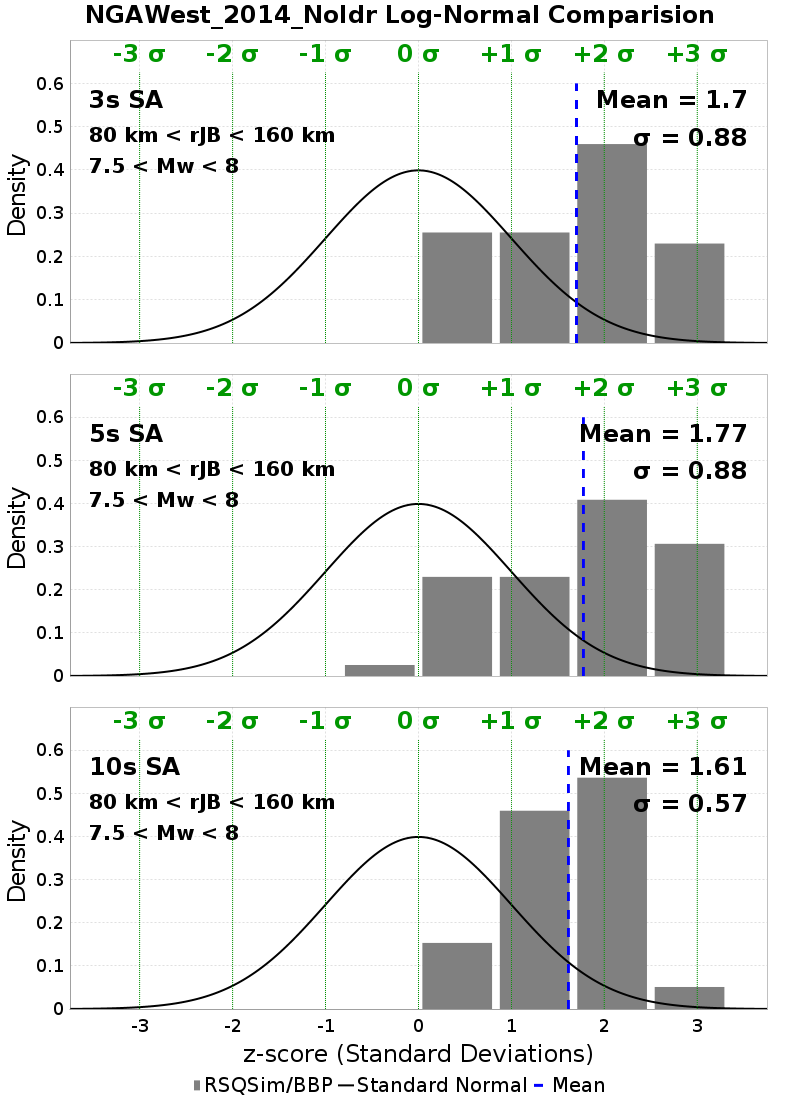 NGAWest_2014_NoIdr Log-Normal Comparision
-3 σ -2 σ -1 σ 0 σ +1 σ +2 σ +3 σ
0.6
3s SA Mean = 1.7
0.5
80 km < rJB < 160 km σ = 0.88
7.5 < Mw < 8
0.4
0.3
0.2
0.1
0
Density
-3 σ -2 σ -1 σ 0 σ +1 σ +2 σ +3 σ
0.6
5s SA Mean = 1.77
0.5
80 km < rJB < 160 km σ = 0.88
7.5 < Mw < 8
0.4
0.3
0.2
0.1
0
Density
-3 σ -2 σ -1 σ 0 σ +1 σ +2 σ +3 σ
0.6
10s SA Mean = 1.61
0.5
80 km < rJB < 160 km σ = 0.57
7.5 < Mw < 8
0.4
0.3
0.2
0.1
0
Density
-3 -2 -1 0 1 2 3
z-score (Standard Deviations)
RSQSim/BBP Standard Normal Mean